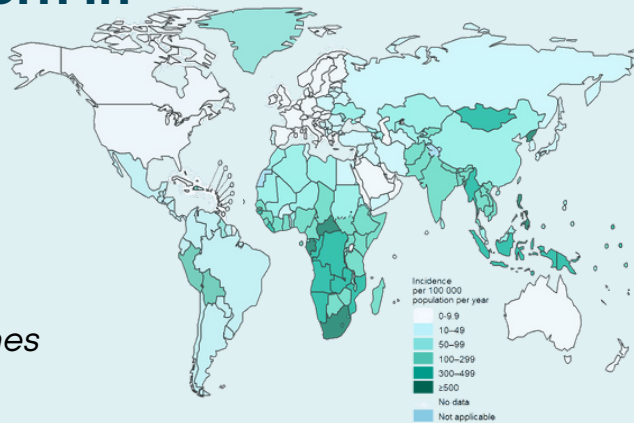 Incidence
per 100 000
population per year
0-9.9
10–49
50–99
100–299
300–499
≥500
No data
Not applicable